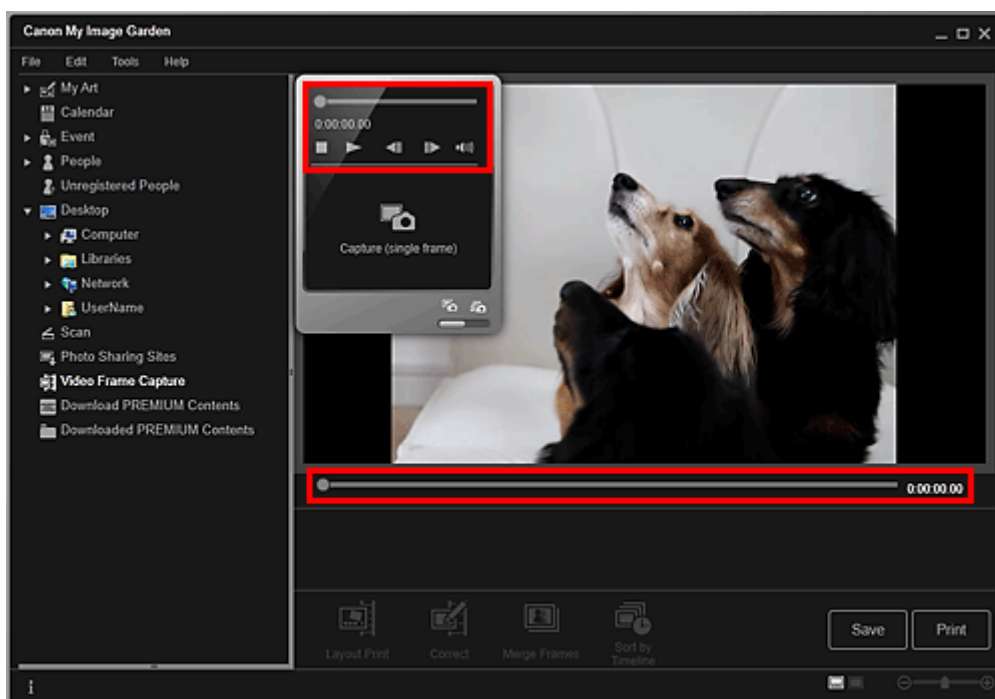 Canon My Image Garden
File Edit Tools Help
My Art
Calendar
Event
People
Unregistered People
Desktop
Computer
Libraries
Network
UserName
Scan
Photo Sharing Sites
Video Frame Capture
Download PREMIUM Contents
Downloaded PREMIUM Contents
0:00:00.00
Capture (single frame)
0:00:00.00
Layout Print
Correct
Merge Frames
Sort by
Timeline
Save
Print